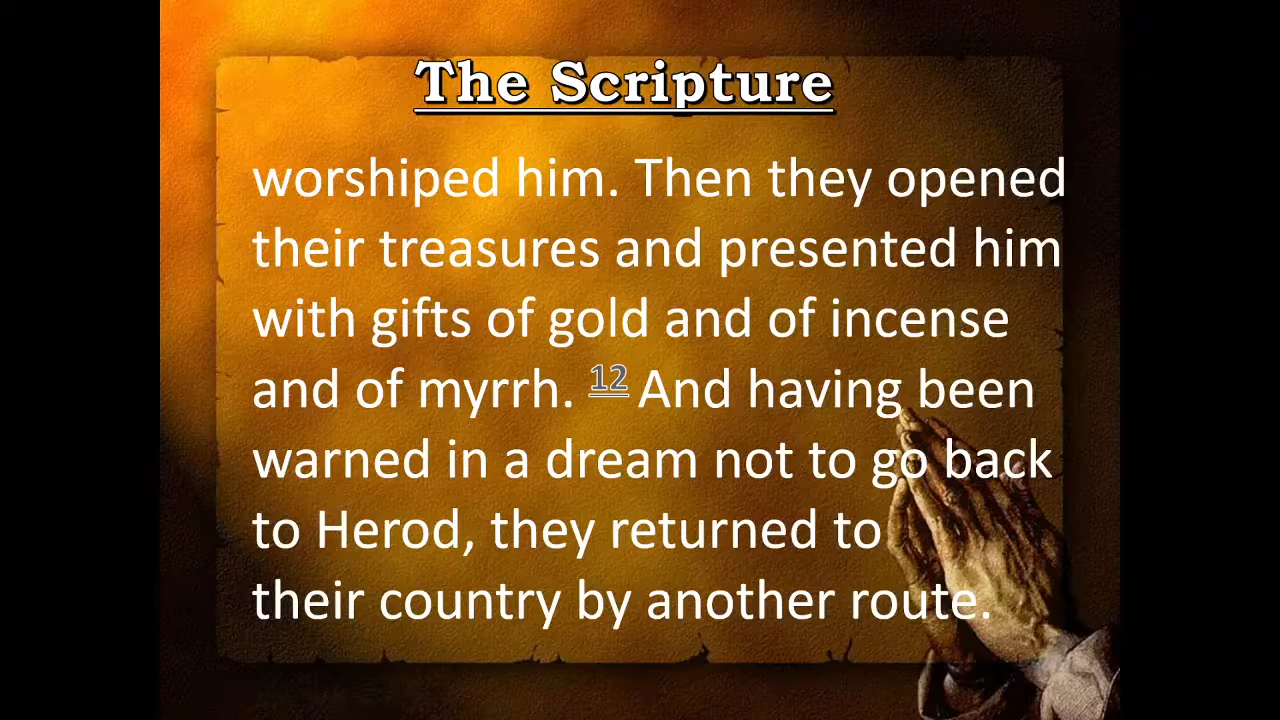 The Scripture
worshiped him. Then they opened
their treasures and presented him
with gifts of gold and of incense
and of myrrh. 12 And having been
warned in a dream not to go back
to Herod, they returned to
their country by another route.